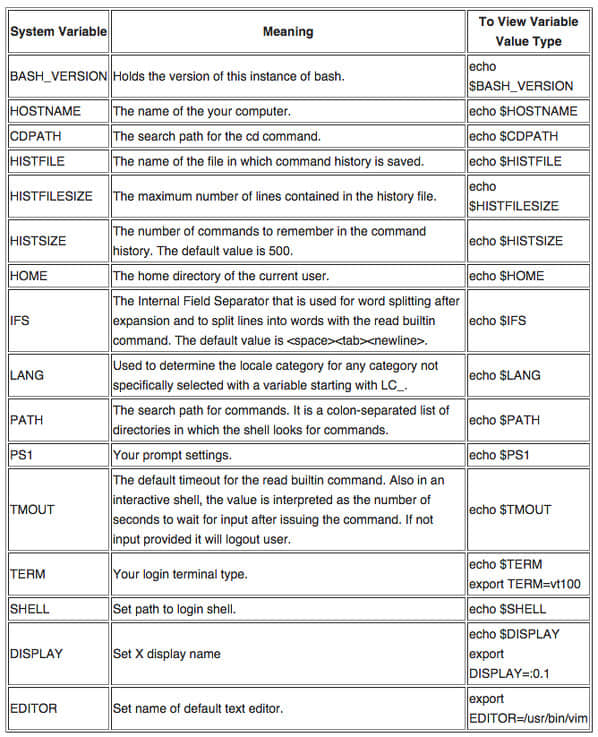 System Variable Meaning To View Variable
Value Type
BASH_VERSION Holds the version of this instance of bash. echo
$BASH_VERSION
HOSTNAME The name of the your computer. echo $HOSTNAME
CDPATH The search path for the cd command. echo $CDPATH
HISTFILE The name of the file in which command history is saved. echo $HISTFILE
HISTFILESIZE The maximum number of lines contained in the history file. echo
$HISTFILESIZE
HISTSIZE The number of commands to remember in the command
history. The default value is 500. echo $HISTSIZE
HOME The home directory of the current user. echo $HOME
IFS The Internal Field Separator that is used for word splitting after
expansion and to split lines into words with the read builtin
command. The default value is <space><tab><newline>. echo $IFS
LANG Used to determine the locale category for any category not
specifically selected with a variable starting with LC_. echo $LANG
PATH The search path for commands. It is a colon-separated list of
directories in which the shell looks for commands. echo $PATH
PS1 Your prompt settings. echo $PS1
TMOUT The default timeout for the read builtin command. Also in an
interactive shell, the value is interpreted as the number of
seconds to wait for input after issuing the command. If not
input provided it will logout user. echo $TMOUT
TERM Your login terminal type. echo $TERM
export TERM=vt100
SHELL Set path to login shell. echo $SHELL
DISPLAY Set X display name echo $DISPLAY
export
DISPLAY=:0.1
EDITOR Set name of default text editor. export
EDITOR=/usr/bin/vim